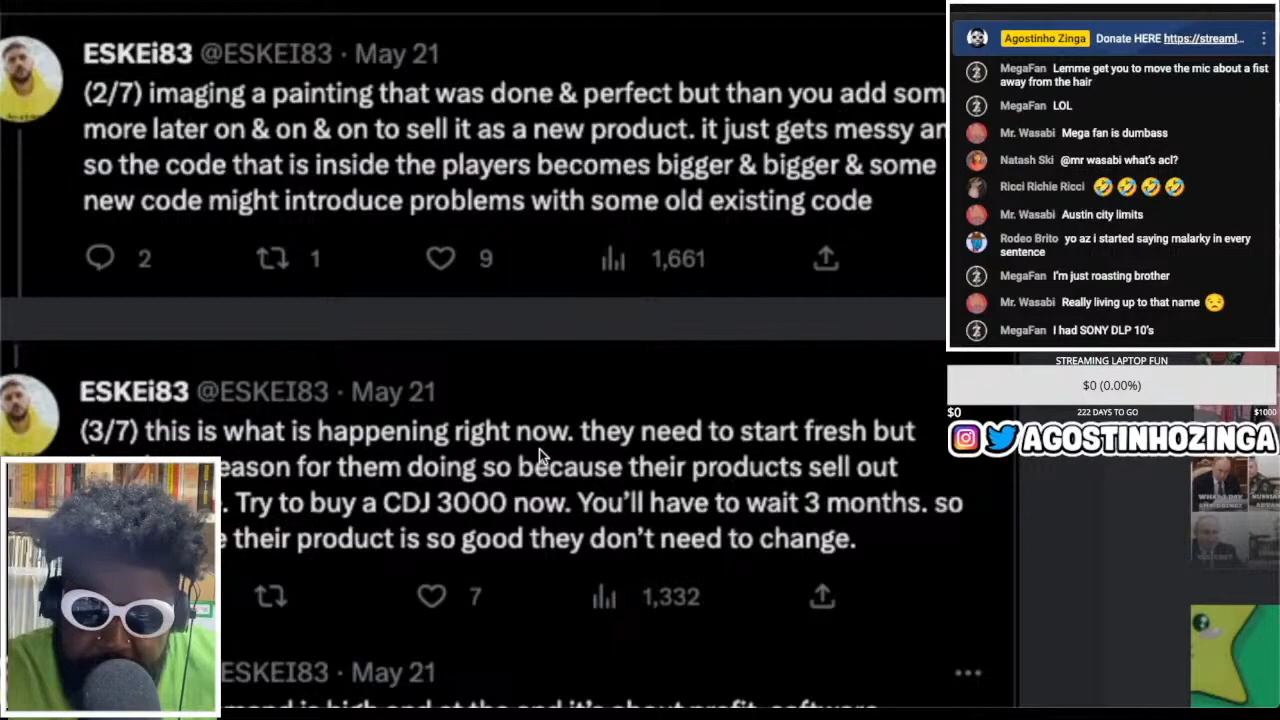 ESKEi83 @ESKEI83 · May 21
(2/7) imaging a painting that was done & perfect but than you add som
more later on & on & on to sell it as a new product. it just gets messy an
so the code that is inside the players becomes bigger & bigger & some
new code might introduce problems with some old existing code
2 1 9 1,661
ESKEi83 @ESKEI83 · May 21
(3/7) this is what is happening right now. they need to start fresh but
eason for them doing so because their products sell out
. Try to buy a CDJ 3000 now. You'll have to wait 3 months. so
e their product is so good they don't need to change.
7 1,332
ESKEI83 · May 21
Agostinho Zinga Donate HERE https://streaml...
MegaFan Lemme get you to move the mic about a fist
away from the hair
MegaFan LOL
Mr. Wasabi Mega fan is dumbass
Natash Ski @mr wasabi what's acl?
Ricci Richie Ricci 🤣 🤣 🤣 🤣
Mr. Wasabi Austin city limits
Rodeo Brito yo az i started saying malarky in every
sentence
MegaFan I'm just roasting brother
Mr. Wasabi Really living up to that name 😒
MegaFan I had SONY DLP 10's
STREAMING LAPTOP FUN
$0 (0.00%)
$0 222 DAYS TO GO $1000
AGOSTINHOZINGA